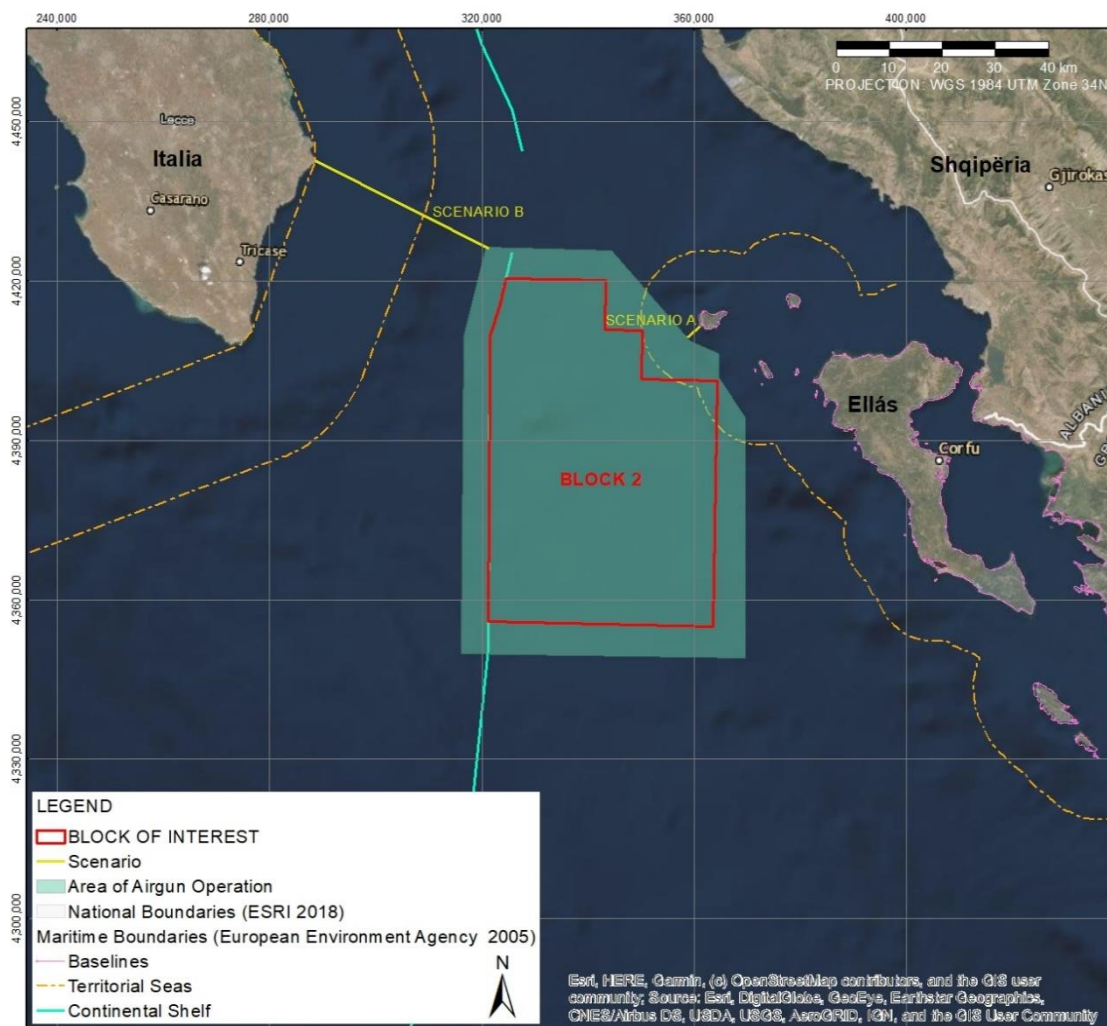 240,000 280,000 320,000 360,000 400,000
0 10 20 30 40 km
PROJECTION: WGS 1984 UTM Zone 34N
4,450,000
Lecce
Italia
Shqipëria
Gjirokas
Casarano
SCENARIO B
Tricase
4,420,000
SCENARIO A
Ellás
ALBANI
4,390,000
Corfu
BLOCK 2
4,360,000
4,330,000
4,300,000
LEGEND
BLOCK OF INTEREST
Scenario
Area of Airgun Operation
National Boundaries (ESRI 2018)
Maritime Boundaries (European Environment Agency 2005)
Baselines
Territorial Seas
Continental Shelf
N
Esri, HERE, Garmin, (c) OpenStreetMap contributors, and the GIS user
community; Source: Esri, DigitalGlobe, GeoEye, Earthstar Geographics,
CNES/Airbus DS, USDA, USGS, AeroGRID, IGN, and the GIS User Community